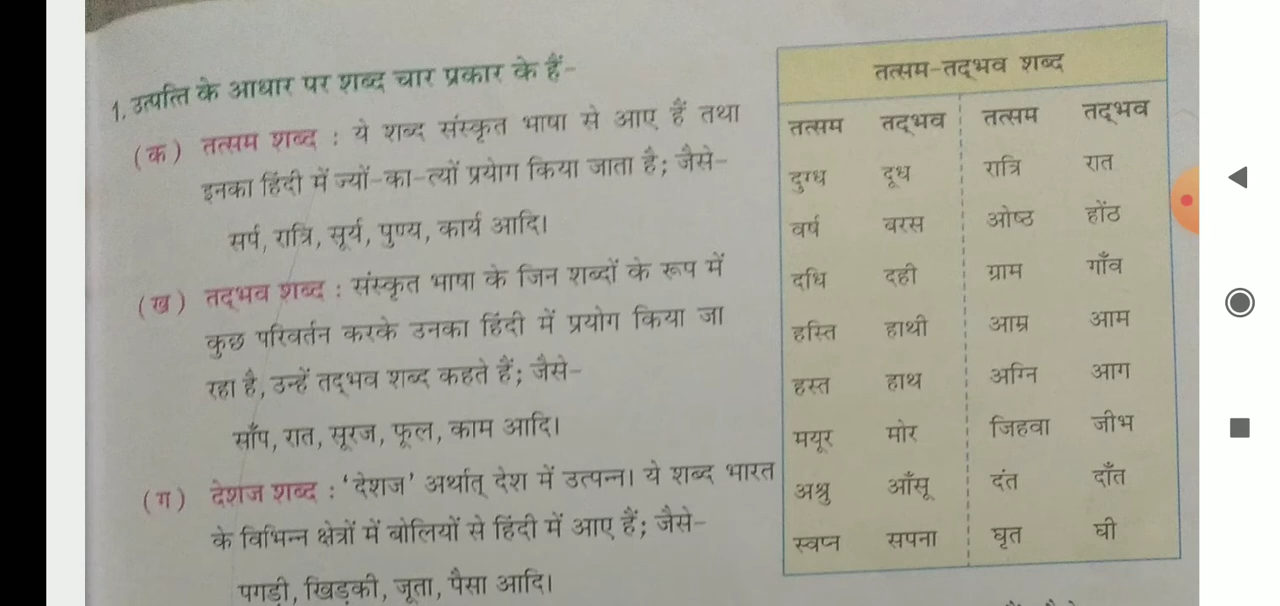 1. उत्पत्ति के आधार पर शब्द चार प्रकार के हैं-
(क) तत्सम शब्द : ये शब्द संस्कृत भाषा से आए हैं तथा
इनका हिंदी में ज्यों-का-त्यों प्रयोग किया जाता है; जैसे-
सर्प, रात्रि, सूर्य, पुण्य, कार्य आदि।
(ख) तद्‌भव शब्द : संस्कृत भाषा के जिन शब्दों के रूप में
कुछ परिवर्तन करके उनका हिंदी में प्रयोग किया जा
रहा है, उन्हें तद्‌भव शब्द कहते हैं; जैसे-
साँप, रात, सूरज, फूल, काम आदि।
(ग) देशज शब्द : ‘देशज’ अर्थात् देश में उत्पन्न। ये शब्द भारत
के विभिन्न क्षेत्रों में बोलियों से हिंदी में आए हैं; जैसे-
पगड़ी, खिड़की, जूता, पैसा आदि।
तत्सम-तद्‌भव शब्द
तत्सम तद्‌भव तत्सम तद्‌भव
दुग्ध दूध रात्रि रात
वर्ष बरस ओष्ठ होंठ
दधि दही ग्राम गाँव
हस्ति हाथी आम्र आम
हस्त हाथ अग्नि आग
मयूर मोर जिहवा जीभ
अश्रु आँसू दंत दाँत
स्वप्न सपना घृत घी